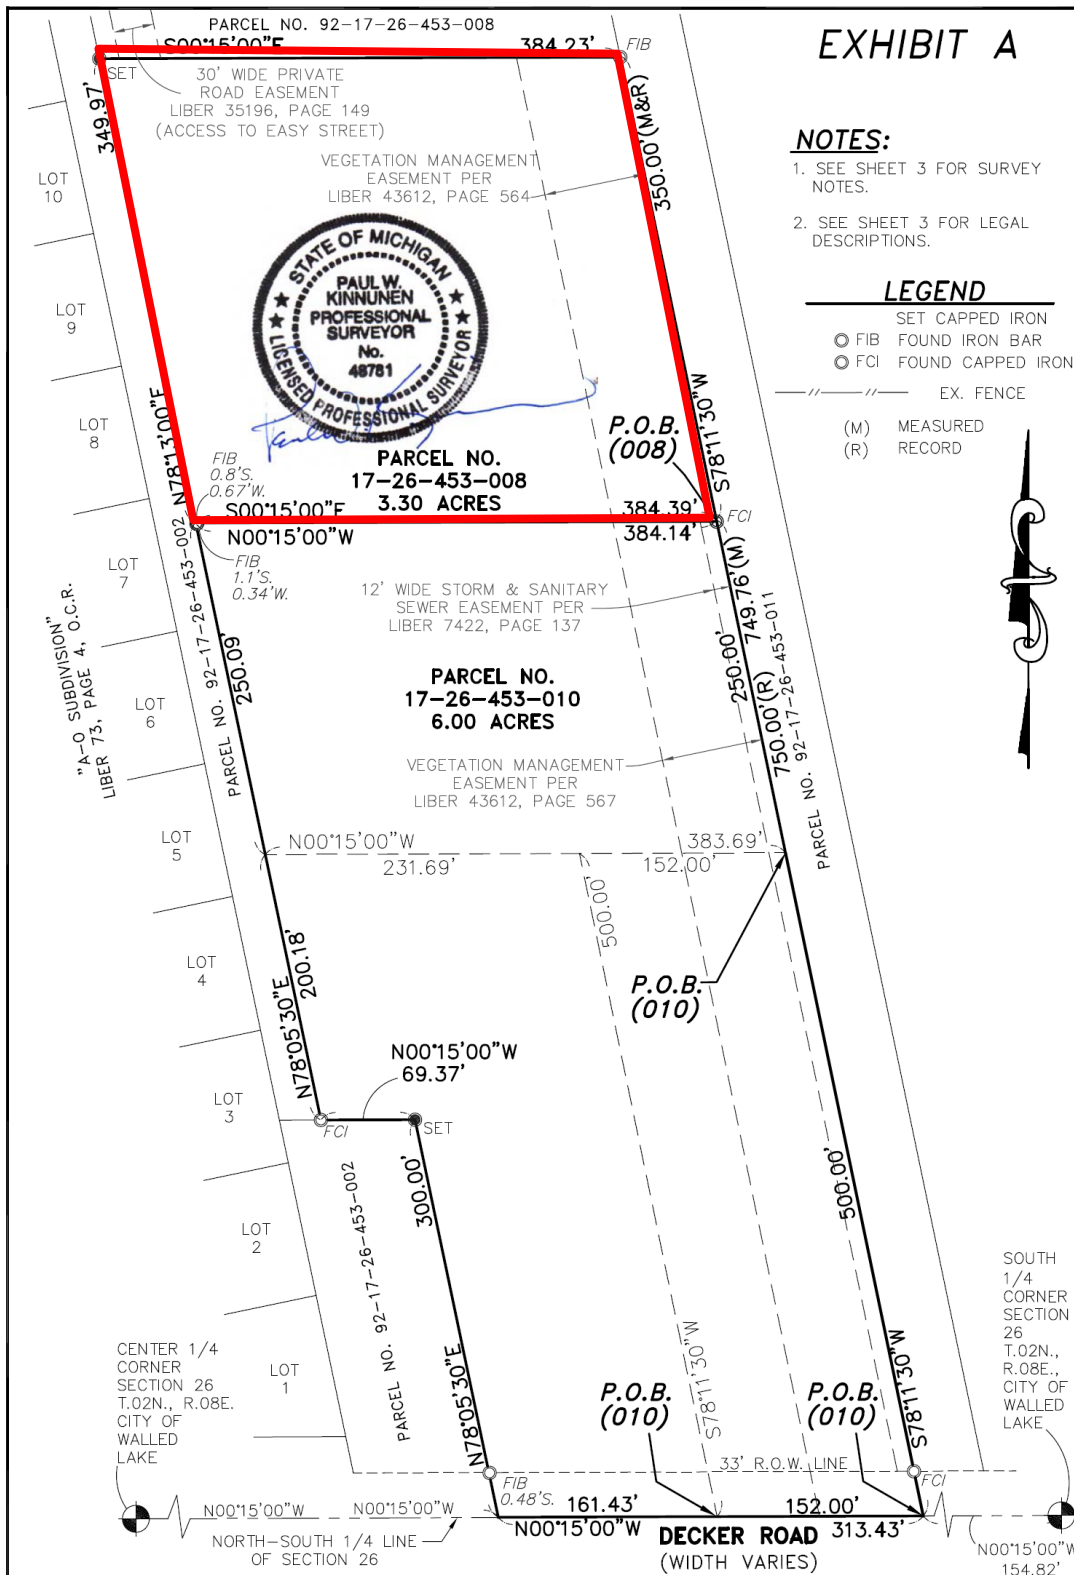 PARCEL NO. 92-17-26-453-008
EXHIBIT A
S00°15'00"E
384.23'
FIB
SET
30' WIDE PRIVATE
ROAD EASEMENT
LIBER 35196, PAGE 149
(ACCESS TO EASY STREET)
349.97'
350.00'(M&R)
VEGETATION MANAGEMENT
EASEMENT PER
LIBER 43612, PAGE 564
NOTES:
1. SEE SHEET 3 FOR SURVEY
NOTES.
2. SEE SHEET 3 FOR LEGAL
DESCRIPTIONS.
LEGEND
SET CAPPED IRON
FIB FOUND IRON BAR
FCI FOUND CAPPED IRON
EX. FENCE
(M) MEASURED
(R) RECORD
LOT
10
LOT
9
LOT
8
STATE OF MICHIGAN
PAUL W.
KINNUNEN
PROFESSIONAL
SURVEYOR
No.
48781
LICENSED PROFESSIONAL SURVEYOR
N78°13'00"E
S78°11'30"W
P.O.B.
(008)
FIB
0.8'S.
0.67'W.
PARCEL NO.
17-26-453-008
3.30 ACRES
S00°15'00"E
384.39'
FCI
N00°15'00"W
384.14'
FIB
1.1'S.
0.34'W.
LOT
7
12' WIDE STORM & SANITARY
SEWER EASEMENT PER
LIBER 7422, PAGE 137
749.76'(M)
250.00'
750.00'(R)
PARCEL NO. 92-17-26-453-011
"A-O SUBDIVISION"
LIBER 73, PAGE 4, O.C.R.
PARCEL NO. 92-17-26-453-002
250.09'
PARCEL NO.
17-26-453-010
6.00 ACRES
LOT
6
VEGETATION MANAGEMENT
EASEMENT PER
LIBER 43612, PAGE 567
LOT
5
N00°15'00"W
383.69'
231.69'
152.00'
500.00'
LOT
4
200.18'
P.O.B.
(010)
N78°05'30"E
N00°15'00"W
69.37'
LOT
3
FCI
SET
300.00'
500.00'
PARCEL NO. 92-17-26-453-002
LOT
2
SOUTH
1/4
CORNER
SECTION
26
T.02N.,
R.08E.,
CITY OF
WALLED
LAKE
CENTER 1/4
CORNER
SECTION 26
T.02N., R.08E.
CITY OF
WALLED
LAKE
LOT
1
N78°05'30"E
S78°11'30"W
S78°11'30"W
P.O.B.
(010)
P.O.B.
(010)
33' R.O.W. LINE
FIB
0.48'S.
FCI
N00°15'00"W
N00°15'00"W
161.43'
152.00'
N00°15'00"W
DECKER ROAD
313.43'
(WIDTH VARIES)
NORTH-SOUTH 1/4 LINE
OF SECTION 26
N00°15'00"W
154.82'